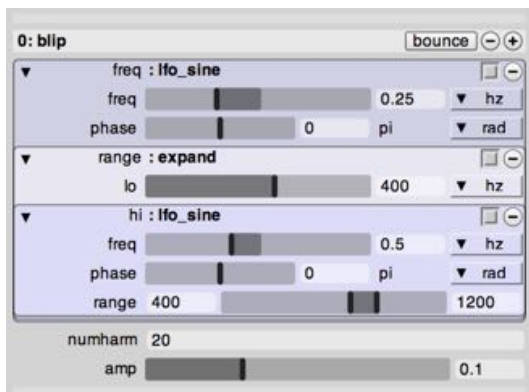 0: blip bounce - +
▼ freq : lfo_sine -
freq 0.25 ▼ hz
phase 0 pi ▼ rad
▼ range : expand -
lo 400 ▼ hz
▼ hi : lfo_sine -
freq 0.5 ▼ hz
phase 0 pi ▼ rad
range 400 1200
numharm 20
amp 0.1